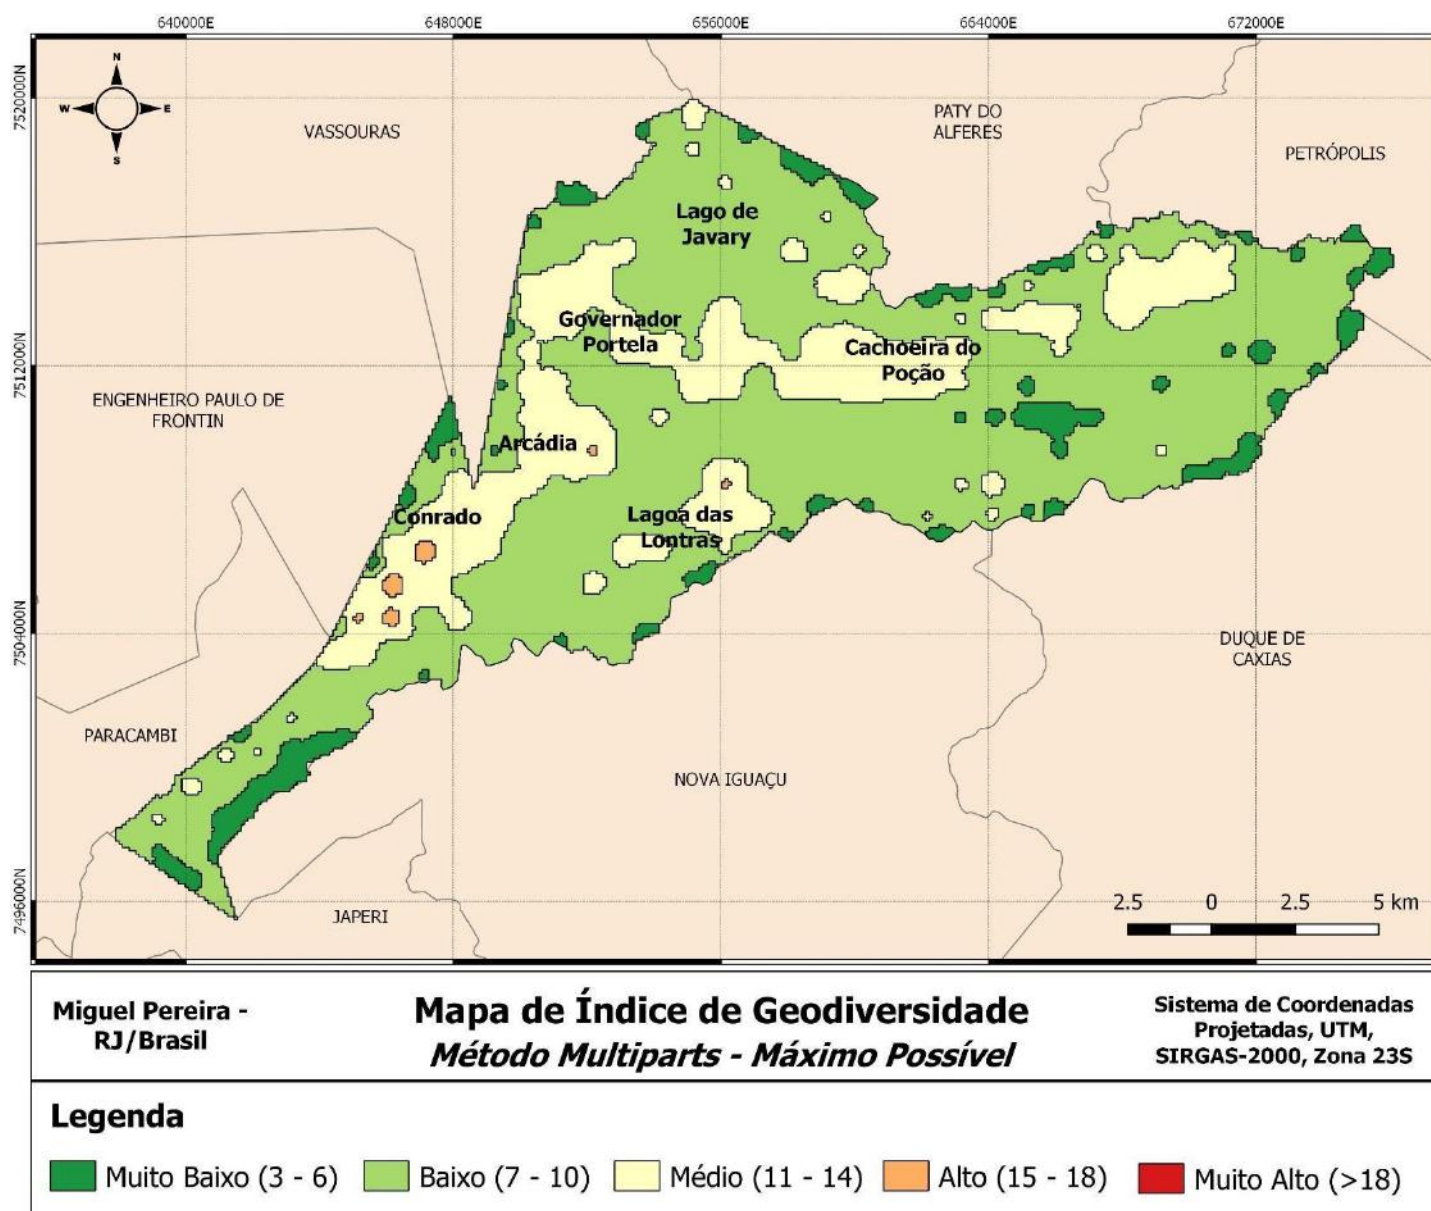 640000E
648000E
656000E
664000E
672000E
7520000N
7512000N
7504000N
7496000N
N
W
E
S
VASSOURAS
PATY DO
ALFERES
PETRÓPOLIS
Lago de
Javary
Governador
Portela
Cachoeira do
Poção
ENGENHEIRO PAULO DE
FRONTIN
Arcádia
Conrado
Lagoa das
Lontras
DUQUE DE
CAXIAS
PARACAMBI
NOVA IGUAÇU
JAPERI
2.5 0 2.5 5 km
Miguel Pereira -
RJ/Brasil
Mapa de Índice de Geodiversidade
Método Multiparts - Máximo Possível
Sistema de Coordenadas
Projetadas, UTM,
SIRGAS-2000, Zona 23S
Legenda
Muito Baixo (3 - 6)
Baixo (7 - 10)
Médio (11 - 14)
Alto (15 - 18)
Muito Alto (>18)